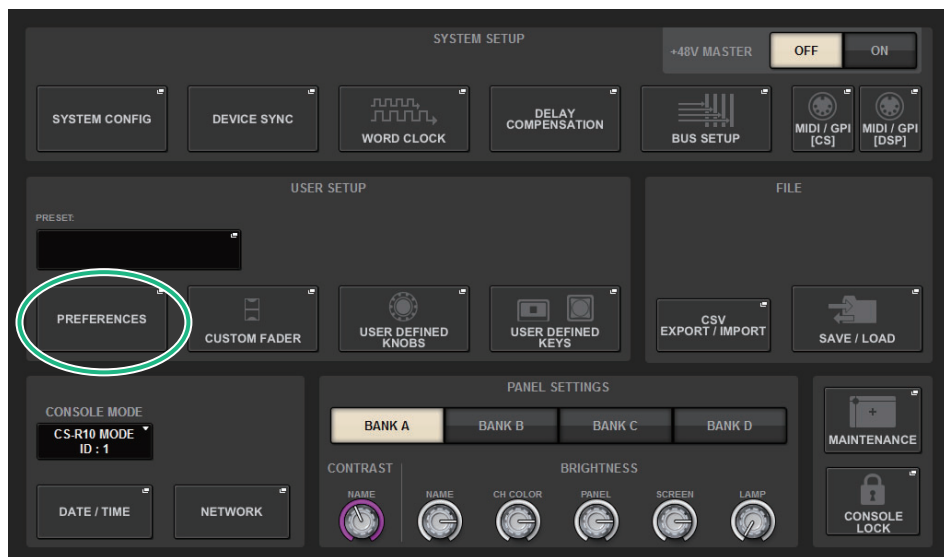 SYSTEM SETUP
+48V MASTER
OFF
ON
SYSTEM CONFIG
DEVICE SYNC
WORD CLOCK
DELAY
COMPENSATION
BUS SETUP
MIDI / GPI
[CS]
MIDI / GPI
[DSP]
USER SETUP
PRESET:
PREFERENCES
CUSTOM FADER
USER DEFINED
KNOBS
USER DEFINED
KEYS
FILE
CSV
EXPORT / IMPORT
SAVE / LOAD
CONSOLE MODE
CS-R10 MODE
ID : 1
DATE / TIME
NETWORK
PANEL SETTINGS
BANK A
BANK B
BANK C
BANK D
CONTRAST
BRIGHTNESS
NAME
NAME
CH COLOR
PANEL
SCREEN
LAMP
MAINTENANCE
CONSOLE
LOCK